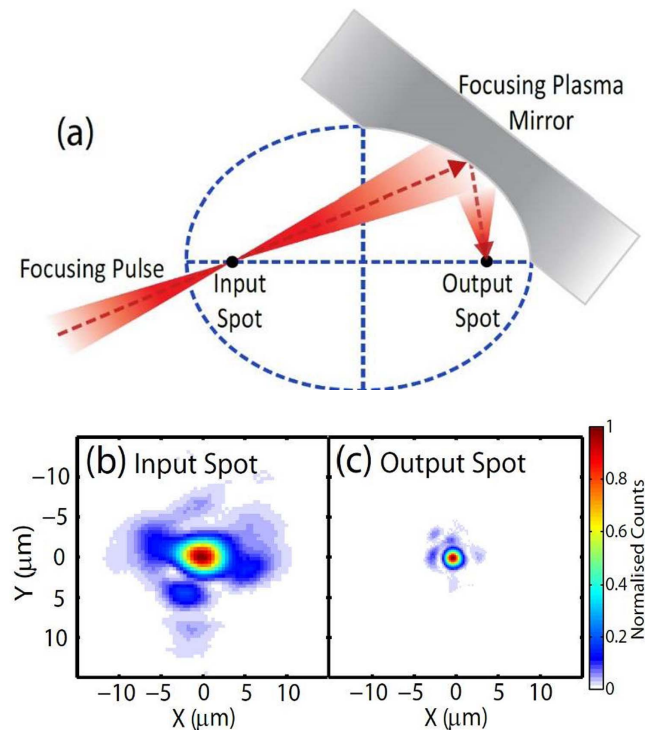 (a)
Focusing Plasma
Mirror
Focusing Pulse
Input
Spot
Output
Spot
(b) Input Spot
(c) Output Spot
Y (μm)
−10
−5
0
5
10
−10 −5 0 5 10
X (μm)
−10 −5 0 5 10
X (μm)
1
0.8
0.6
0.4
0.2
0
Normalised Counts